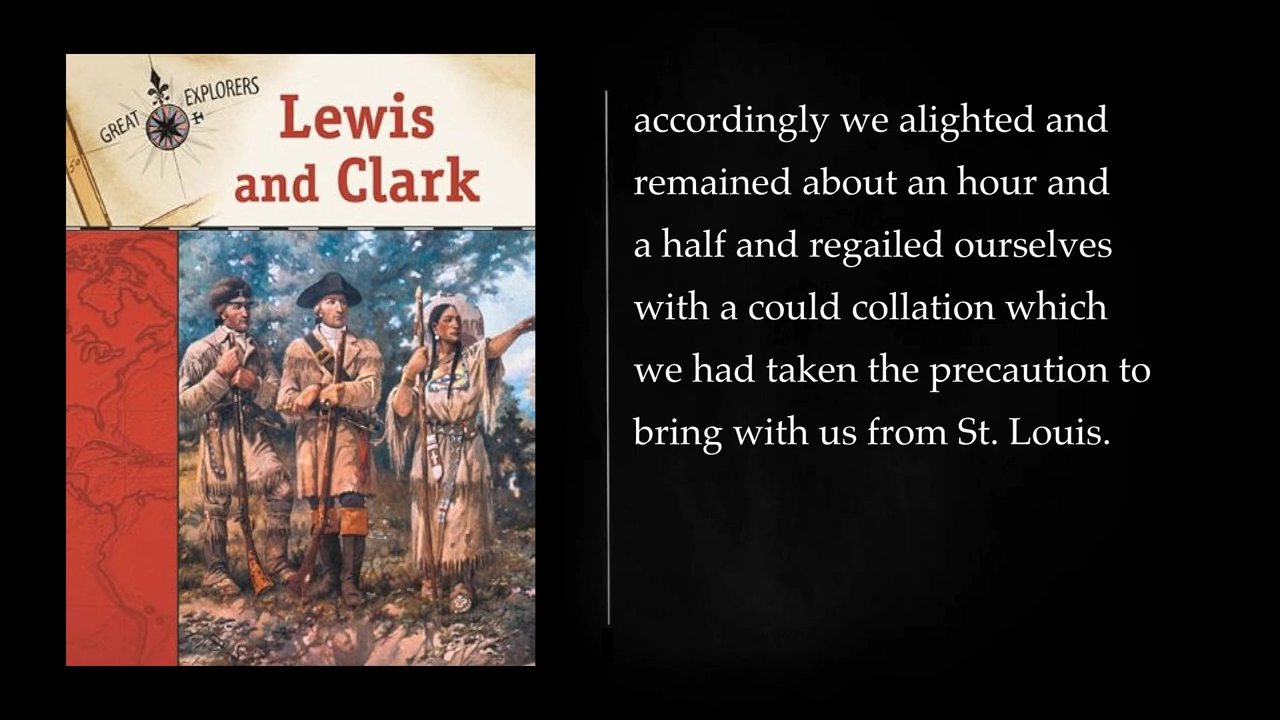 GREAT EXPLORERS
Lewis
and Clark
50
accordingly we alighted and
remained about an hour and
a half and regailed ourselves
with a could collation which
we had taken the precaution to
bring with us from St. Louis.